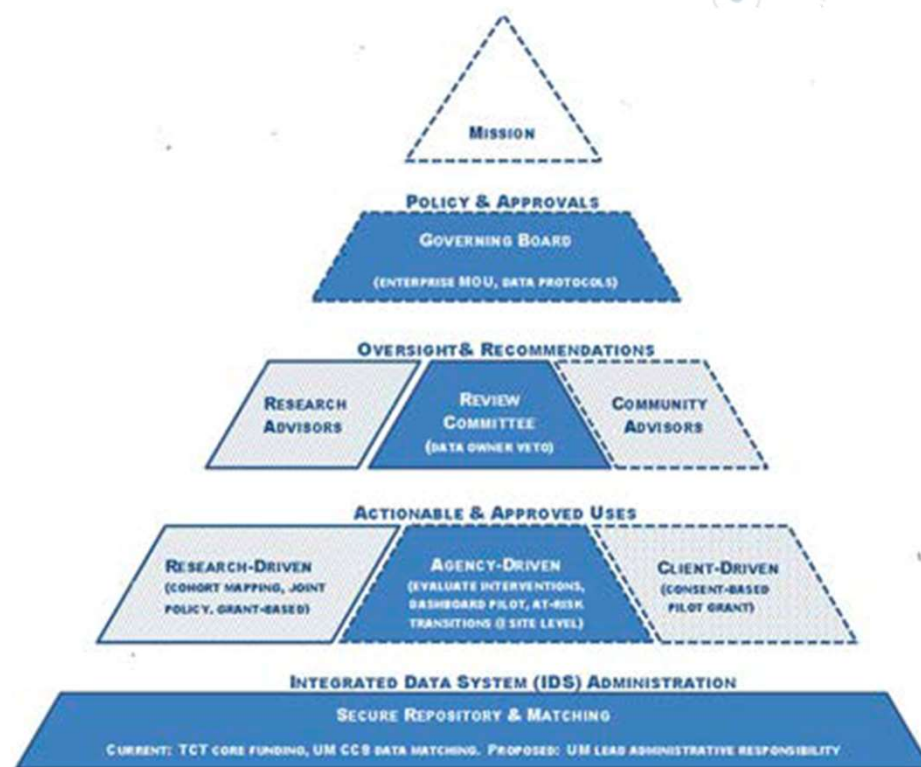 MISSION
POLICY & APPROVALS
GOVERNING BOARD
(ENTERPRISE MOU, DATA PROTOCOLS)
OVERSIGHT& RECOMMENDATIONS
RESEARCH
ADVISORS
REVIEW
COMMITTEE
(DATA OWNER VETO)
COMMUNITY
ADVISORS
ACTIONABLE & APPROVED USES
RESEARCH-DRIVEN
(COHORT MAPPING, JOINT
POLICY, GRANT-BASED)
AGENCY-DRIVEN
(EVALUATE INTERVENTIONS,
DASHBOARD PILOT, AT-RISK
TRANSITIONS @ SITE LEVEL)
CLIENT-DRIVEN
(CONSENT-BASED
PILOT GRANT)
INTEGRATED DATA SYSTEM (IDS) ADMINISTRATION
SECURE REPOSITORY & MATCHING
CURRENT: TCT CORE FUNDING, UM CCS DATA MATCHING. PROPOSED: UM LEAD ADMINISTRATIVE RESPONSIBILITY